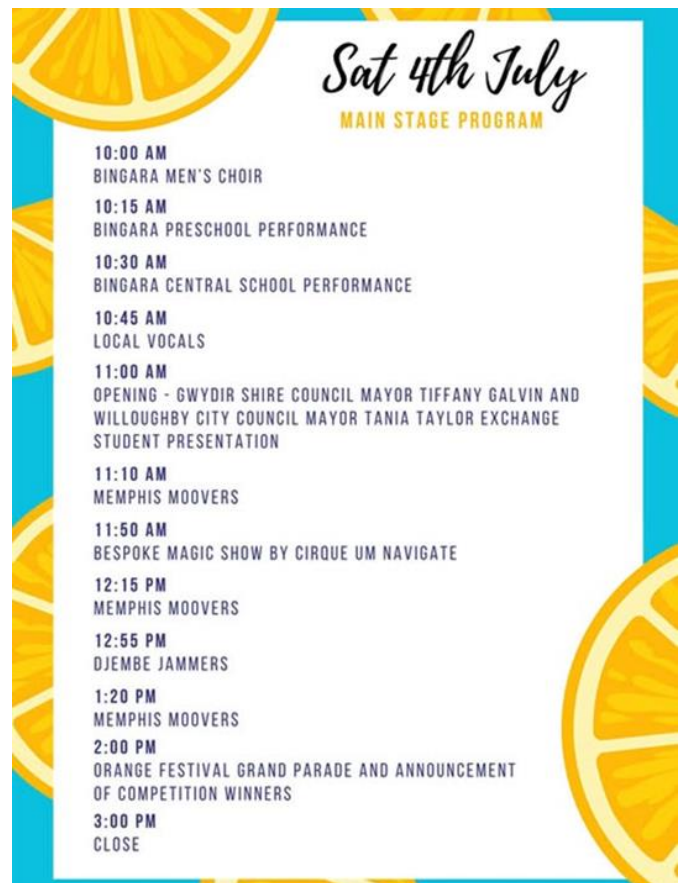 Sat 4th July
MAIN STAGE PROGRAM
10:00 AM
BINGARA MEN'S CHOIR
10:15 AM
BINGARA PRESCHOOL PERFORMANCE
10:30 AM
BINGARA CENTRAL SCHOOL PERFORMANCE
10:45 AM
LOCAL VOCALS
11:00 AM
OPENING - GWYDIR SHIRE COUNCIL MAYOR TIFFANY GALVIN AND
WILLOUGHBY CITY COUNCIL MAYOR TANIA TAYLOR EXCHANGE
STUDENT PRESENTATION
11:10 AM
MEMPHIS MOOVERS
11:50 AM
BESPOKE MAGIC SHOW BY CIRQUE UM NAVIGATE
12:15 PM
MEMPHIS MOOVERS
12:55 PM
DJEMBE JAMMERS
1:20 PM
MEMPHIS MOOVERS
2:00 PM
ORANGE FESTIVAL GRAND PARADE AND ANNOUNCEMENT
OF COMPETITION WINNERS
3:00 PM
CLOSE